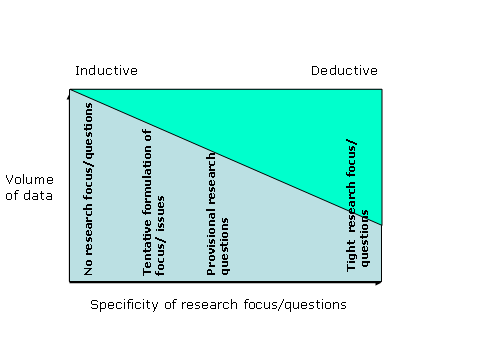 Inductive
Deductive
Volume
of data
No research focus/questions
Tentative formulation of
focus/ issues
Provisional research
questions
Tight research focus/
questions
Specificity of research focus/questions